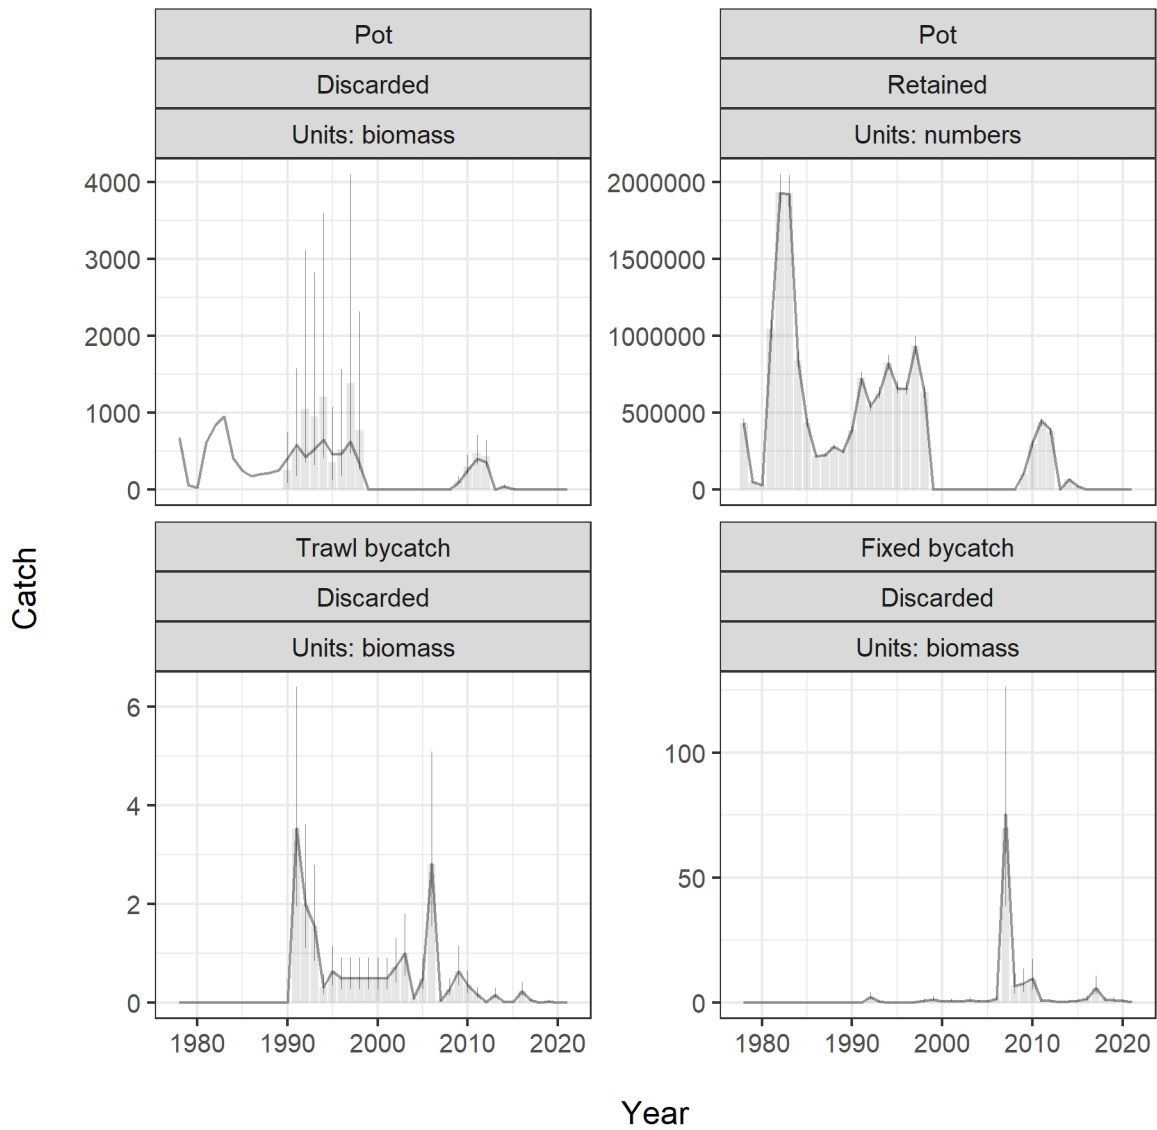 Pot
Discarded
Units: biomass
4000
3000
2000
1000
0
Pot
Retained
Units: numbers
2000000
1500000
1000000
500000
0
Trawl bycatch
Discarded
Units: biomass
6
4
2
0
1980 1990 2000 2010 2020
Fixed bycatch
Discarded
Units: biomass
100
50
0
1980 1990 2000 2010 2020
Catch
Year